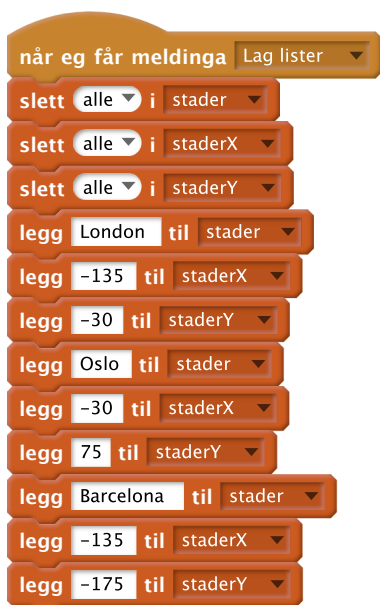 når eg får meldinga Lag lister
slett alle i stader
slett alle i staderX
slett alle i staderY
legg London til stader
legg -135 til staderX
legg -30 til staderY
legg Oslo til stader
legg -30 til staderX
legg 75 til staderY
legg Barcelona til stader
legg -135 til staderX
legg -175 til staderY